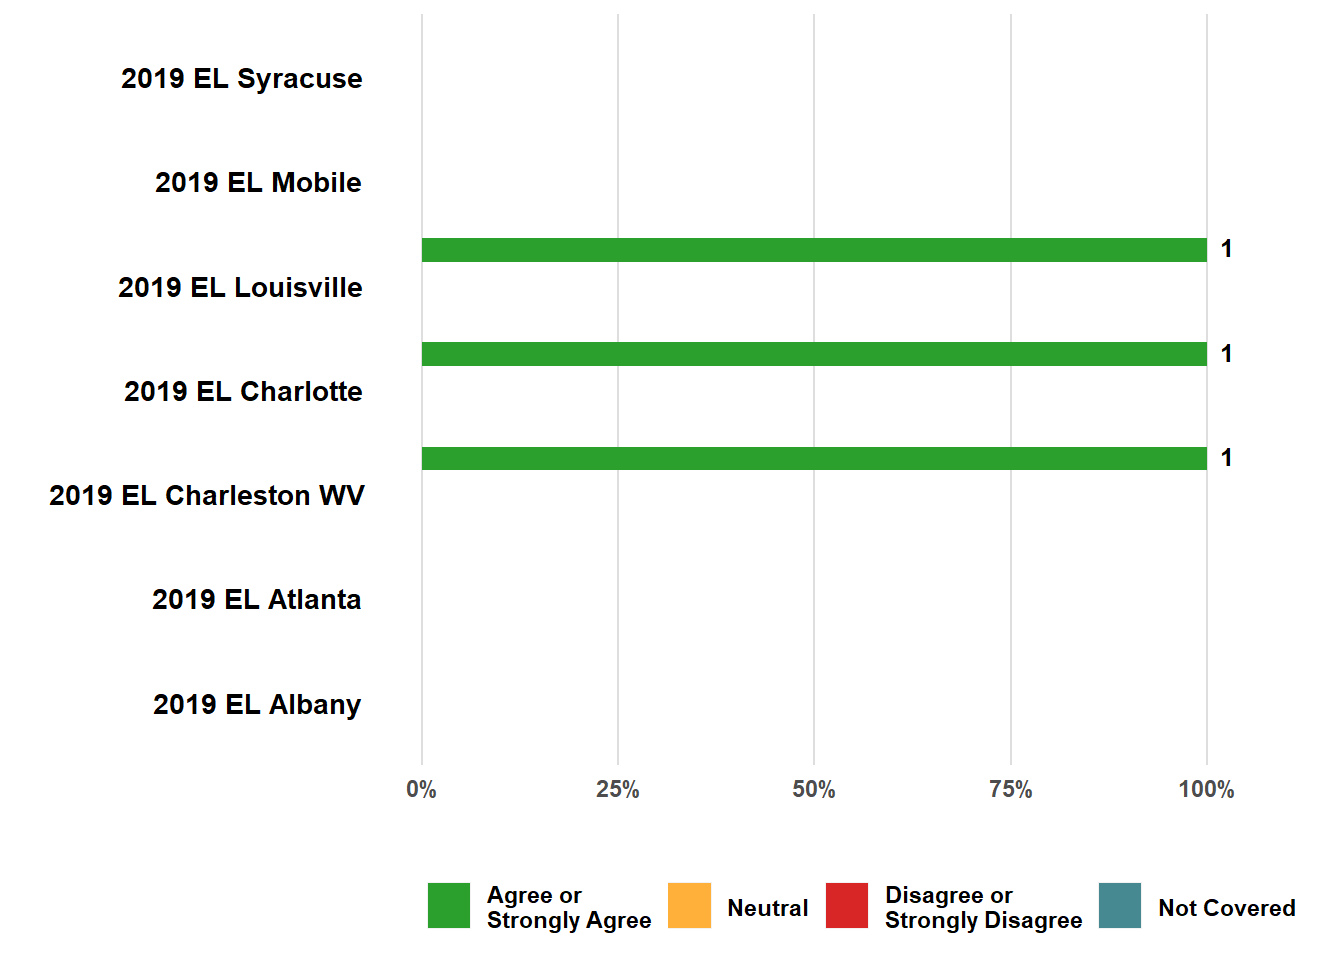 2019 EL Syracuse
2019 EL Mobile
1
2019 EL Louisville
1
2019 EL Charlotte
1
2019 EL Charleston WV
2019 EL Atlanta
2019 EL Albany
0% 25% 50% 75% 100%
Agree or
Strongly Agree
Neutral
Disagree or
Strongly Disagree
Not Covered